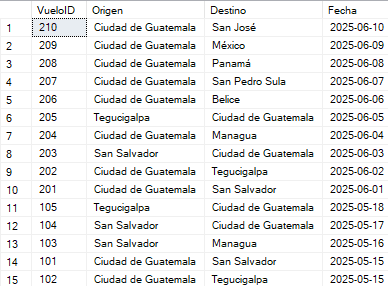 VueloID Origen Destino Fecha
1 210 Ciudad de Guatemala San José 2025-06-10
2 209 Ciudad de Guatemala México 2025-06-09
3 208 Ciudad de Guatemala Panamá 2025-06-08
4 207 Ciudad de Guatemala San Pedro Sula 2025-06-07
5 206 Ciudad de Guatemala Belice 2025-06-06
6 205 Tegucigalpa Ciudad de Guatemala 2025-06-05
7 204 Ciudad de Guatemala Managua 2025-06-04
8 203 San Salvador Ciudad de Guatemala 2025-06-03
9 202 Ciudad de Guatemala Tegucigalpa 2025-06-02
10 201 Ciudad de Guatemala San Salvador 2025-06-01
11 105 Tegucigalpa Ciudad de Guatemala 2025-05-18
12 104 San Salvador Ciudad de Guatemala 2025-05-17
13 103 San Salvador Managua 2025-05-16
14 101 Ciudad de Guatemala San Salvador 2025-05-15
15 102 Ciudad de Guatemala Tegucigalpa 2025-05-15